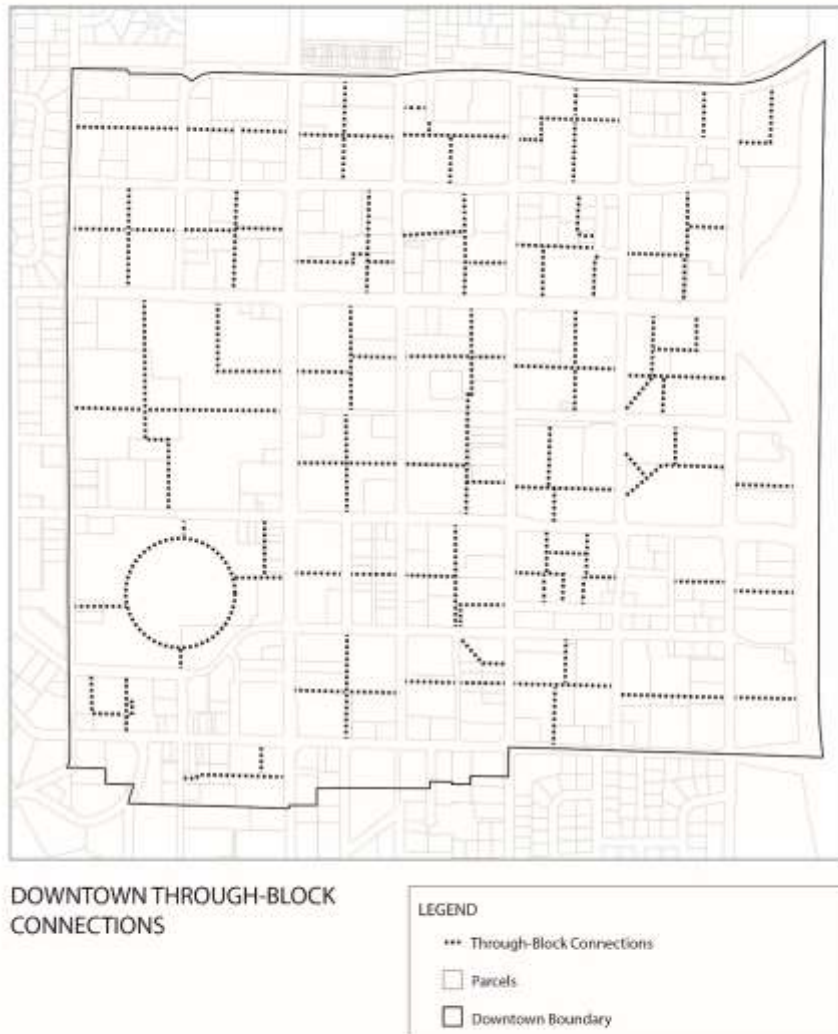 DOWNTOWN THROUGH-BLOCK
CONNECTIONS
LEGEND
Through-Block Connections
Parcels
Downtown Boundary